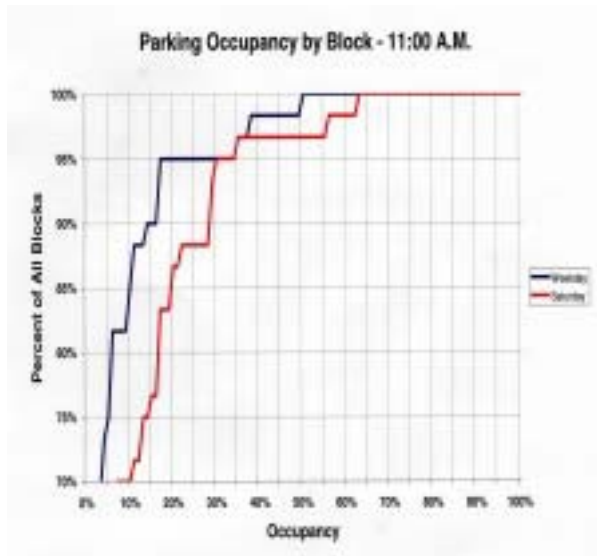 Parking Occupancy by Block - 11:00 A.M.
100%
95%
90%
85%
80%
75%
70%
Percent of All Blocks
0% 10% 20% 30% 40% 50% 60% 70% 80% 90% 100%
Occupancy
Weekday
Saturday